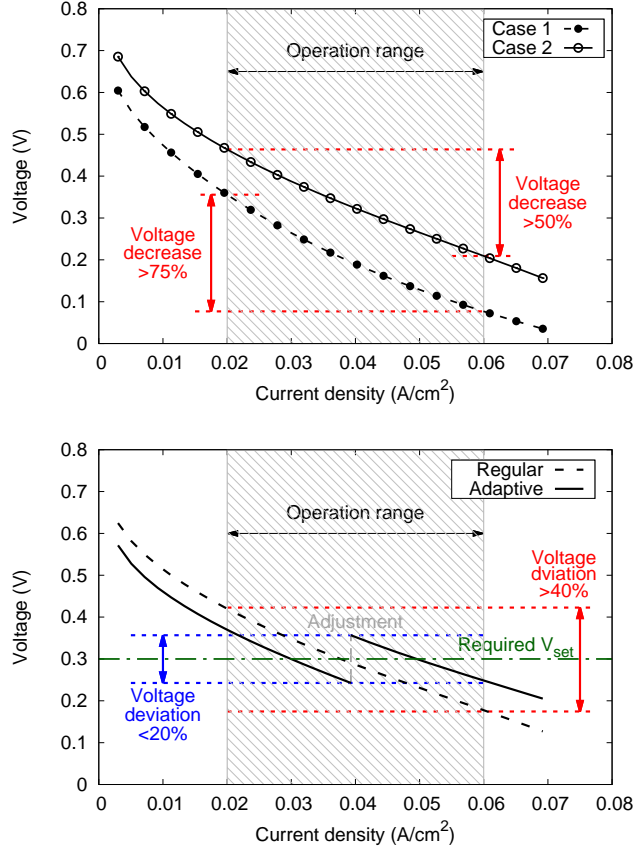 0.8
0.7
0.6
0.5
0.4
0.3
0.2
0.1
0
Voltage (V)
Case 1
Case 2
Operation range
Voltage
decrease
>50%
Voltage
decrease
>75%
0 0.01 0.02 0.03 0.04 0.05 0.06 0.07 0.08
Current density (A/cm²)
0.8
0.7
0.6
0.5
0.4
0.3
0.2
0.1
0
Voltage (V)
Regular
Adaptive
Operation range
Voltage
dviation
>40%
Adjustment
Required Vset
Voltage
deviation
<20%
0 0.01 0.02 0.03 0.04 0.05 0.06 0.07 0.08
Current density (A/cm²)